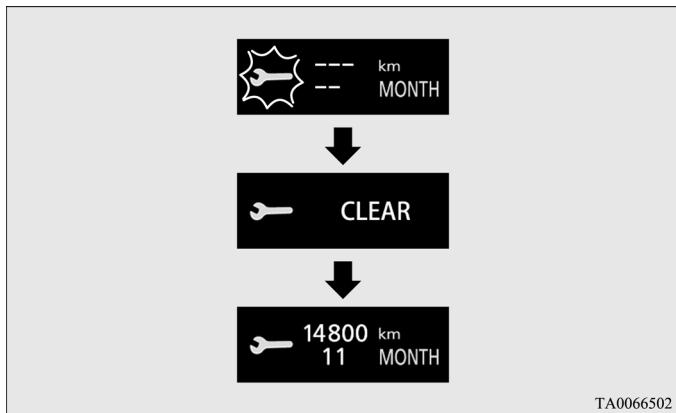 --- km
-- MONTH
CLEAR
14800 km
11 MONTH
TA0066502